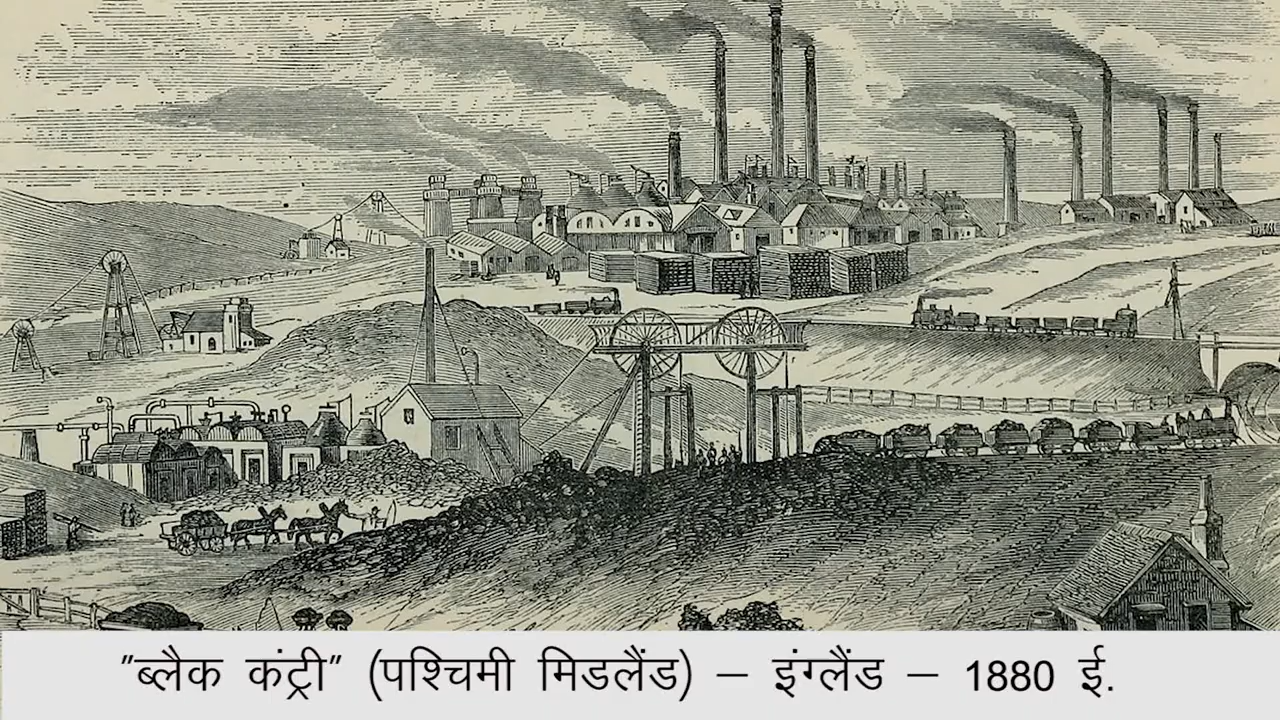 "ब्लैक कंट्री" (पश्चिमी मिडलैंड) – इंग्लैंड – 1880 ई.